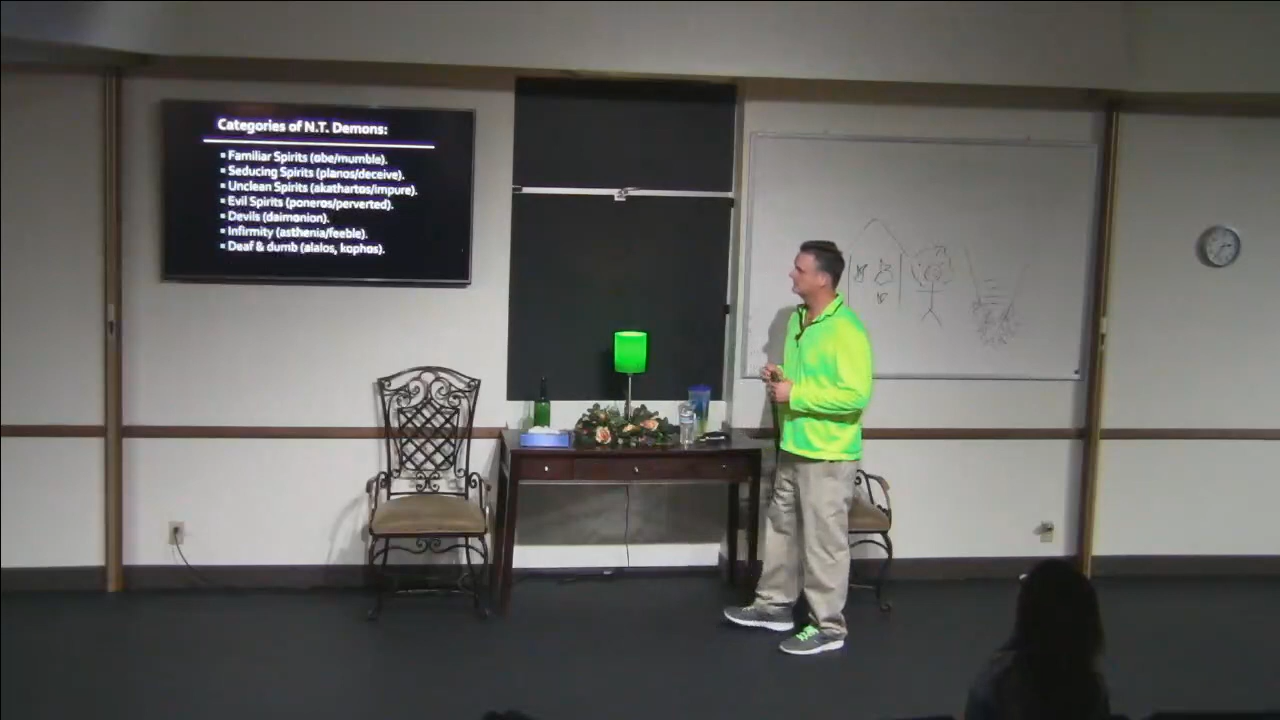 Categories of N.T. Demons:
▪ Familiar Spirits (obe/mumble).
▪ Seducing Spirits (planos/deceive).
▪ Unclean Spirits (akathartos/impure).
▪ Evil Spirits (poneros/perverted).
▪ Devils (daimonion).
▪ Infirmity (asthenia/feeble).
▪ Deaf & dumb (alalos, kophos).